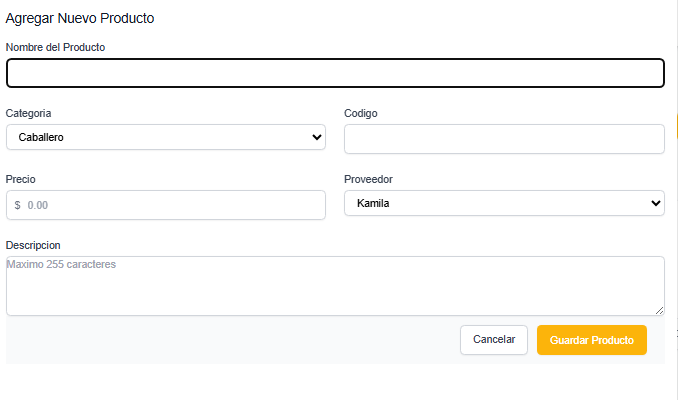 Agregar Nuevo Producto
Nombre del Producto
Categoria Codigo
Caballero
Precio Proveedor
$ 0.00 Kamila
Descripcion
Maximo 255 caracteres
Cancelar Guardar Producto